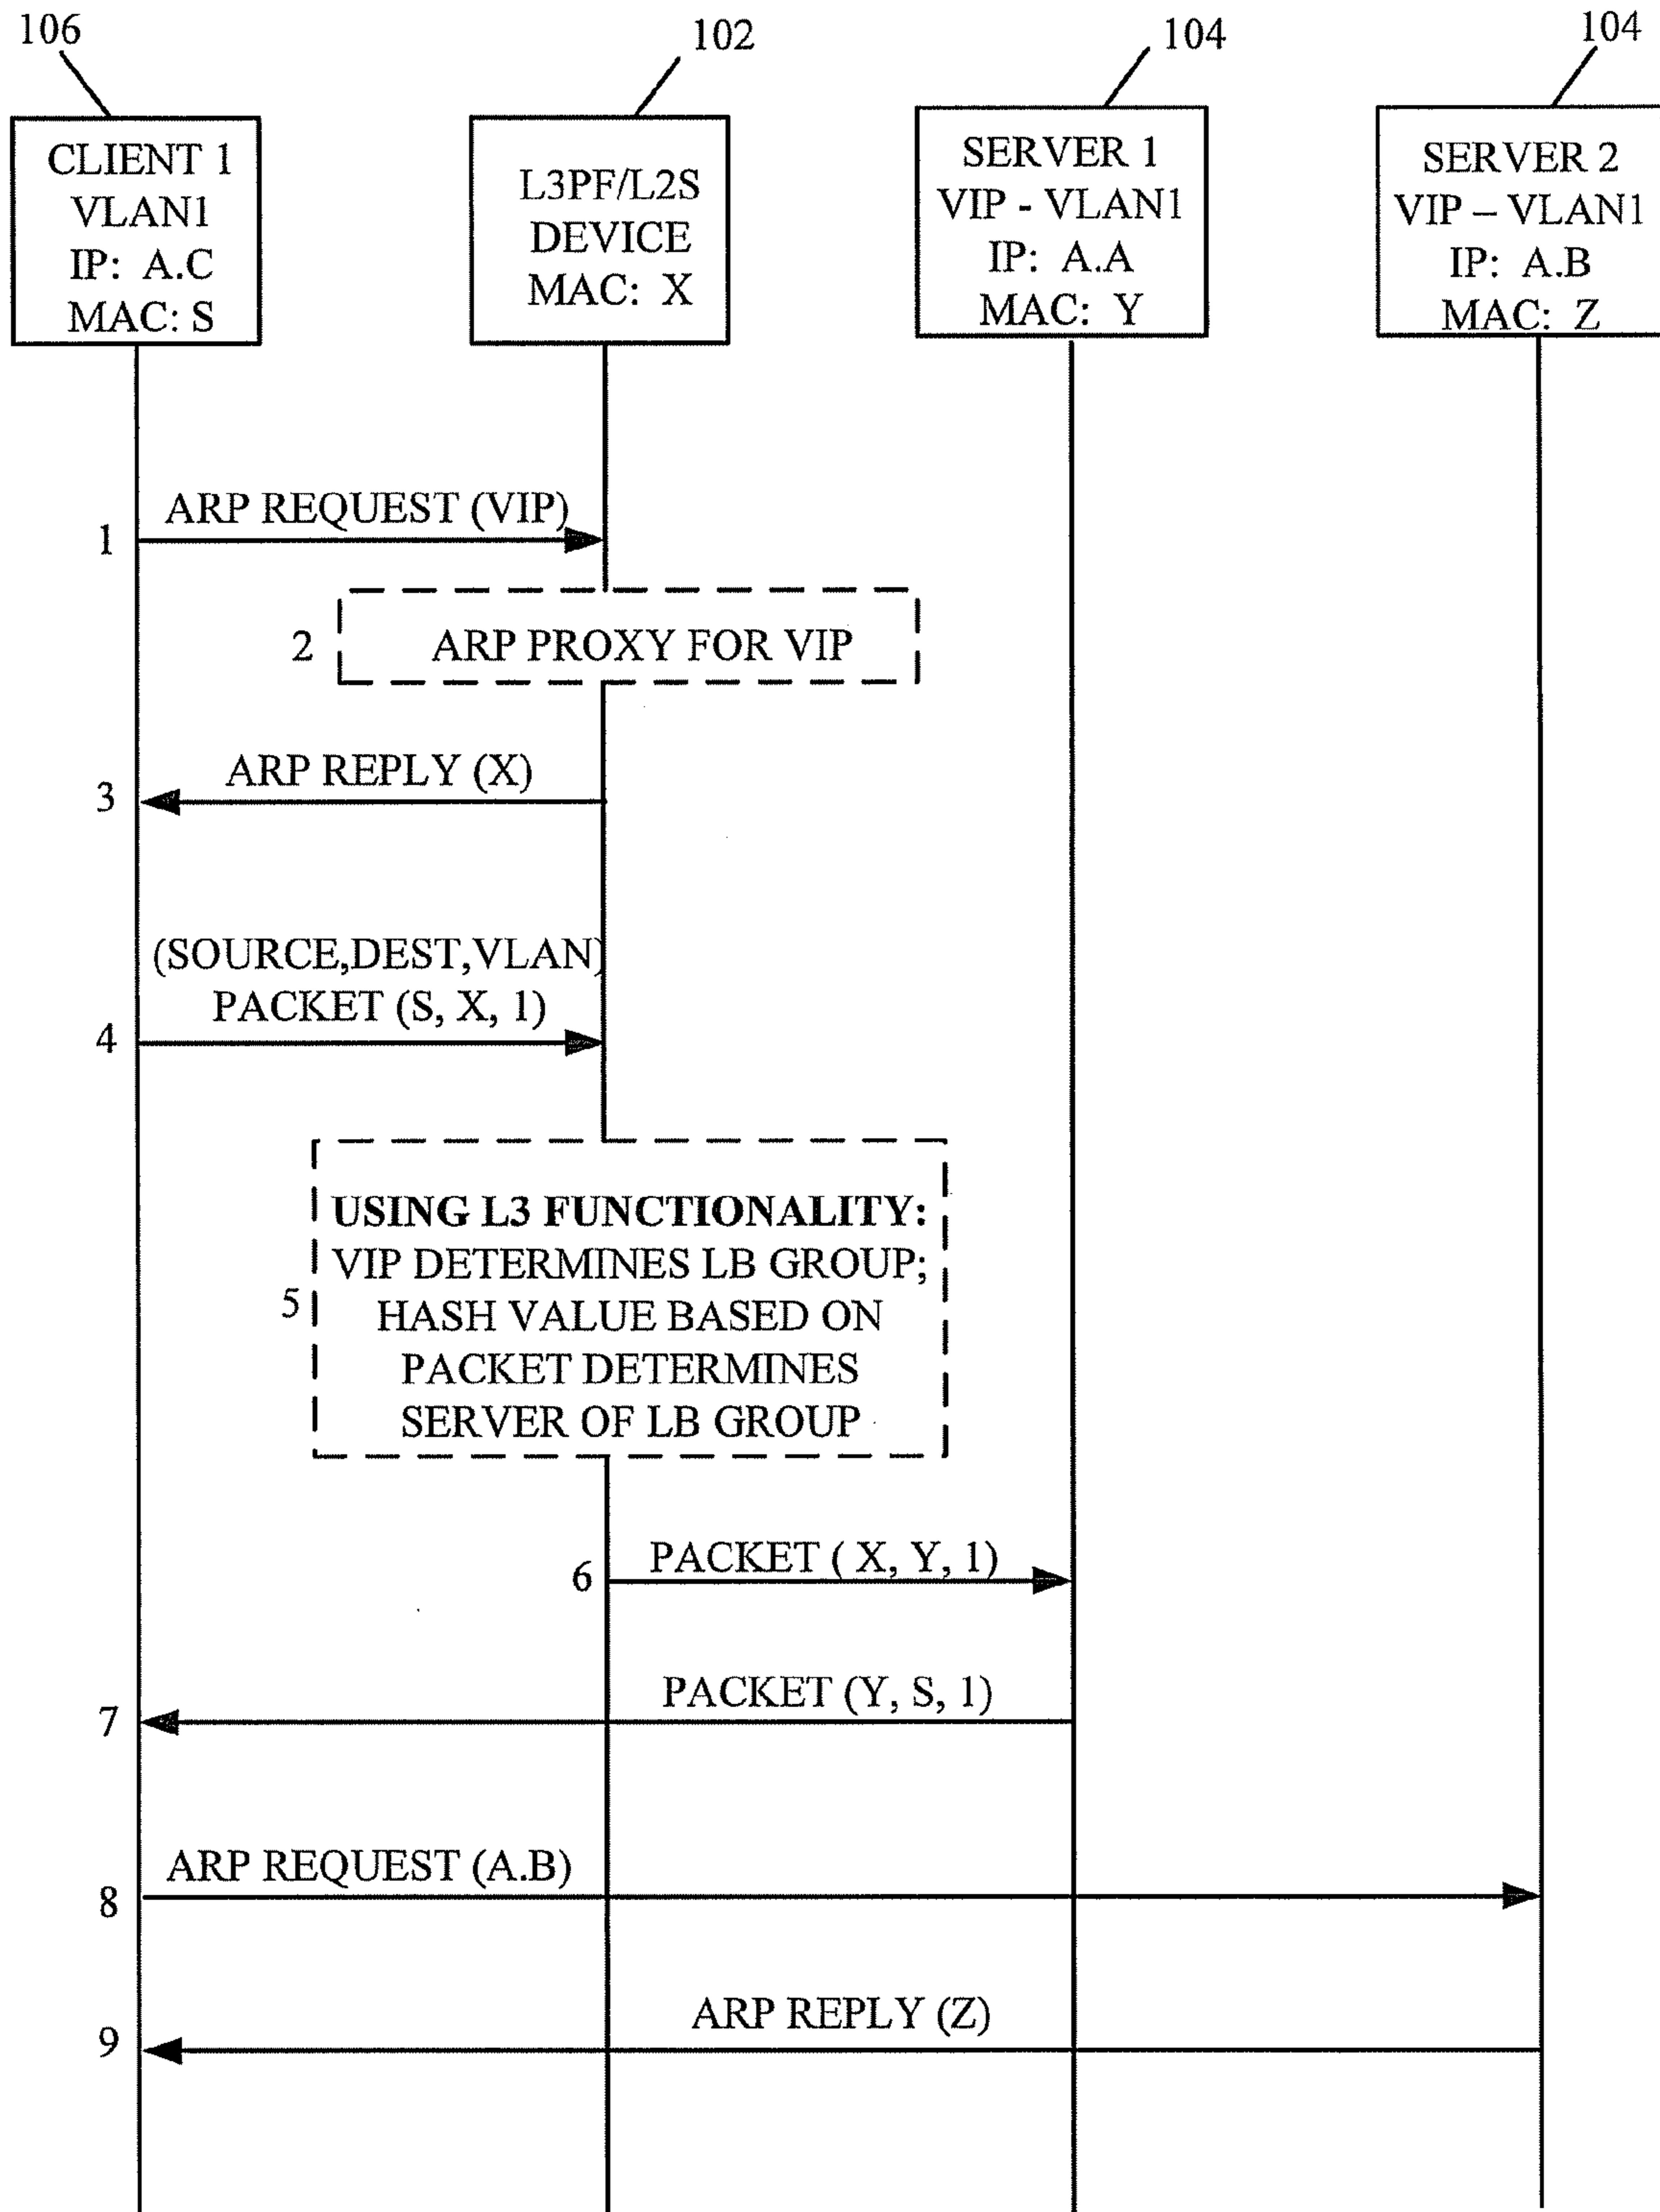 106
102
104
104
CLIENT 1
VLAN1
IP: A.C
MAC: S
L3PF/L2S
DEVICE
MAC: X
SERVER 1
VIP - VLAN1
IP: A.A
MAC: Y
SERVER 2
VIP – VLAN1
IP: A.B
MAC: Z
ARP REQUEST (VIP)
1
2
ARP PROXY FOR VIP
ARP REPLY (X)
3
(SOURCE,DEST,VLAN)
PACKET (S, X, 1)
4
USING L3 FUNCTIONALITY:
VIP DETERMINES LB GROUP;
5
HASH VALUE BASED ON
PACKET DETERMINES
SERVER OF LB GROUP
6
PACKET ( X, Y, 1)
PACKET (Y, S, 1)
7
ARP REQUEST (A.B)
8
ARP REPLY (Z)
9